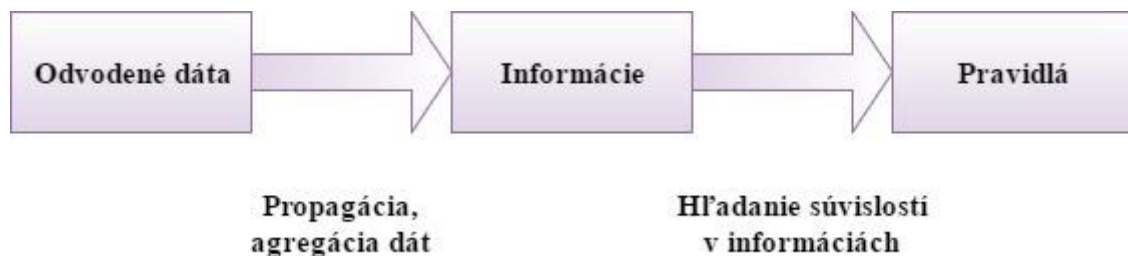 Odvodené dáta
Informácie
Pravidlá
Propagácia,
agregácia dát
Hľadanie súvislostí
v informáciách